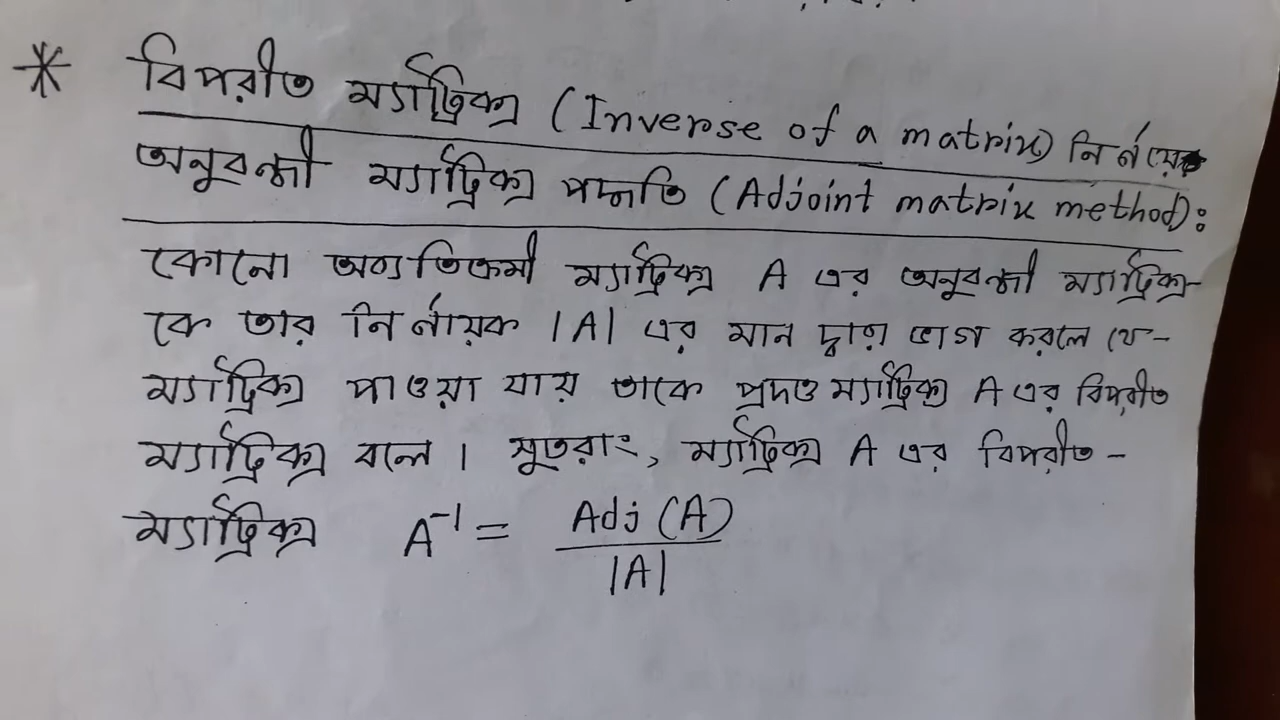 * বিপরীত ম্যাট্রিক্স (Inverse of a matrix) নির্ণয়ে
অনুবন্ধী ম্যাট্রিক্স পদ্ধতি (Adjoint matrix method):
কোনো অব্যতিক্রমী ম্যাট্রিক্স A এর অনুবন্ধী ম্যাট্রিক্স-
কে তার নির্ণায়ক |A| এর মান দ্বারা ভাগ করলে যে-
ম্যাট্রিক্স পাওয়া যায় তাকে প্রদত্ত ম্যাট্রিক্স A এর বিপরীত
ম্যাট্রিক্স বলে । সুতরাং, ম্যাট্রিক্স A এর বিপরীত -
ম্যাট্রিক্স A⁻¹ = Adj (A) / |A|